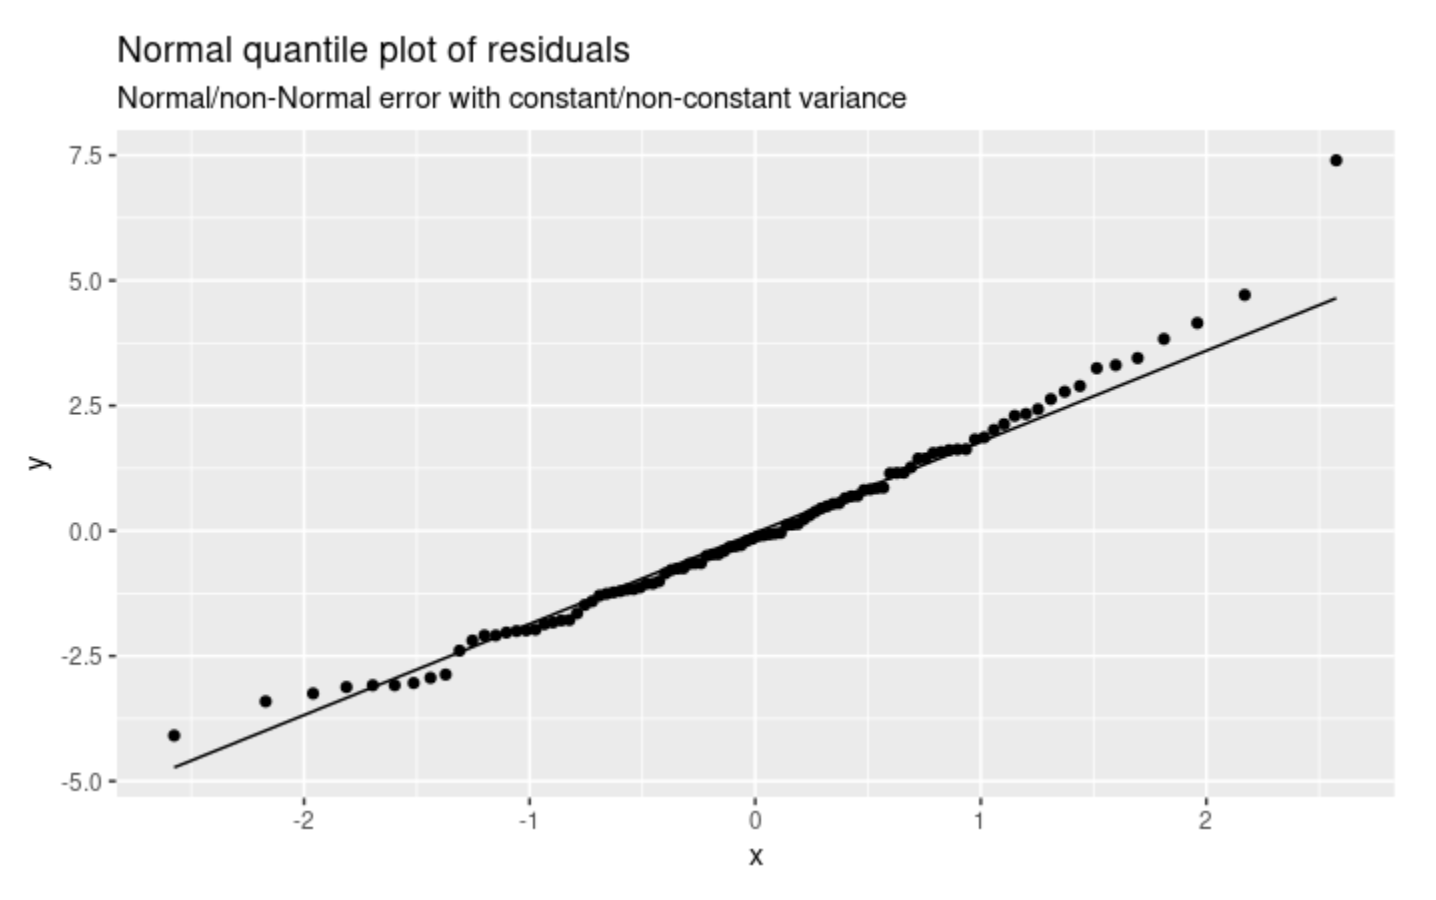 Normal quantile plot of residuals
Normal/non-Normal error with constant/non-constant variance
7.5
5.0
2.5
0.0
-2.5
-5.0
y
-2
-1
0
1
2
x